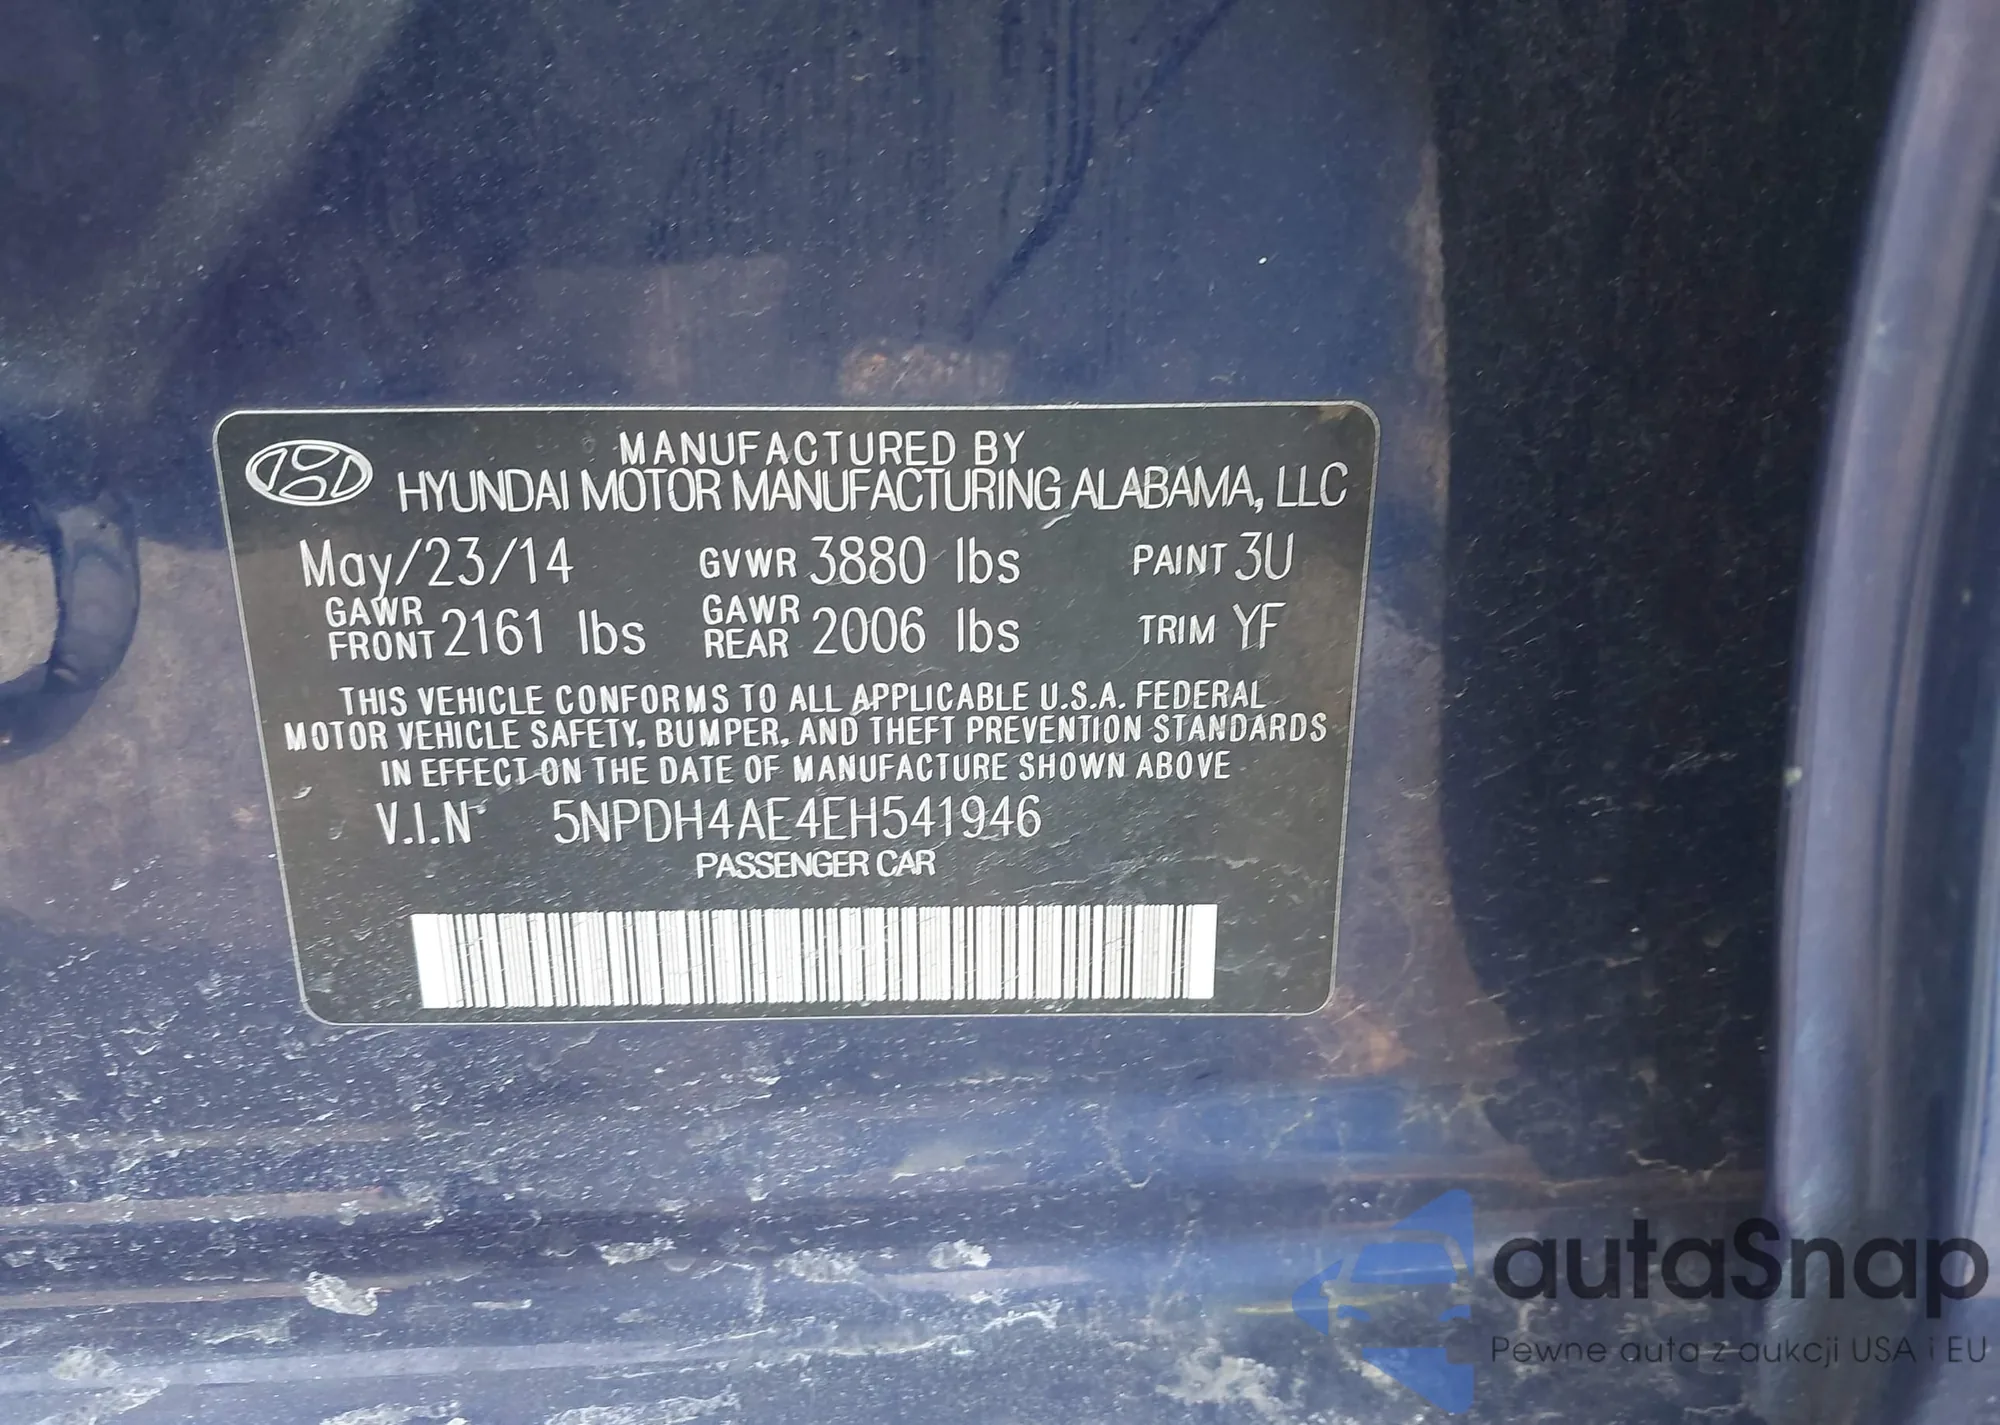 MANUFACTURED BY
HYUNDAI MOTOR MANUFACTURING ALABAMA, LLC
May/23/14 GVWR 3880 lbs PAINT 3U
GAWR FRONT 2161 lbs GAWR REAR 2006 lbs TRIM YF
THIS VEHICLE CONFORMS TO ALL APPLICABLE U.S.A. FEDERAL
MOTOR VEHICLE SAFETY, BUMPER, AND THEFT PREVENTION STANDARDS
IN EFFECT ON THE DATE OF MANUFACTURE SHOWN ABOVE
V.I.N 5NPDH4AE4EH541946
PASSENGER CAR
autaSnap
Pewne auta z aukcji USA i EU